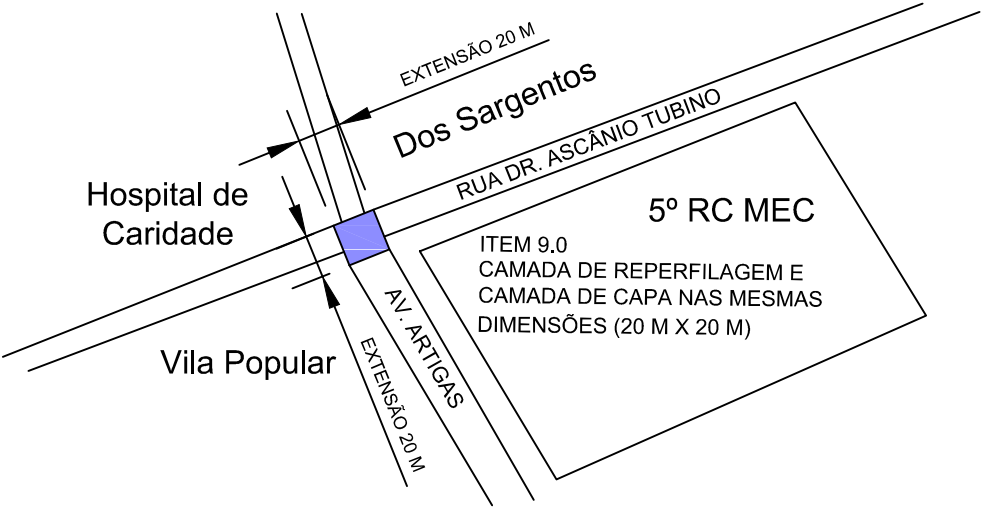 EXTENSÃO 20 M
Dos Sargentos
RUA DR. ASCÂNIO TUBINO
Hospital de
Caridade
5º RC MEC
ITEM 9.0
CAMADA DE REPERFILAGEM E
CAMADA DE CAPA NAS MESMAS
DIMENSÕES (20 M X 20 M)
Vila Popular
AV. ARTIGAS
EXTENSÃO 20 M